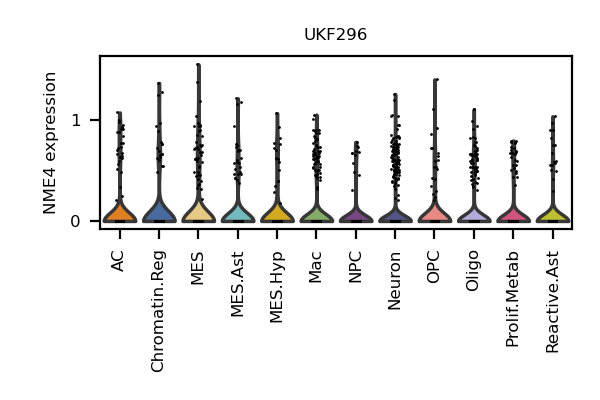 UKF296
NME4 expression
1
0
AC
Chromatin.Reg
MES
MES.Ast
MES.Hyp
Mac
NPC
Neuron
OPC
Oligo
Prolif.Metab
Reactive.Ast